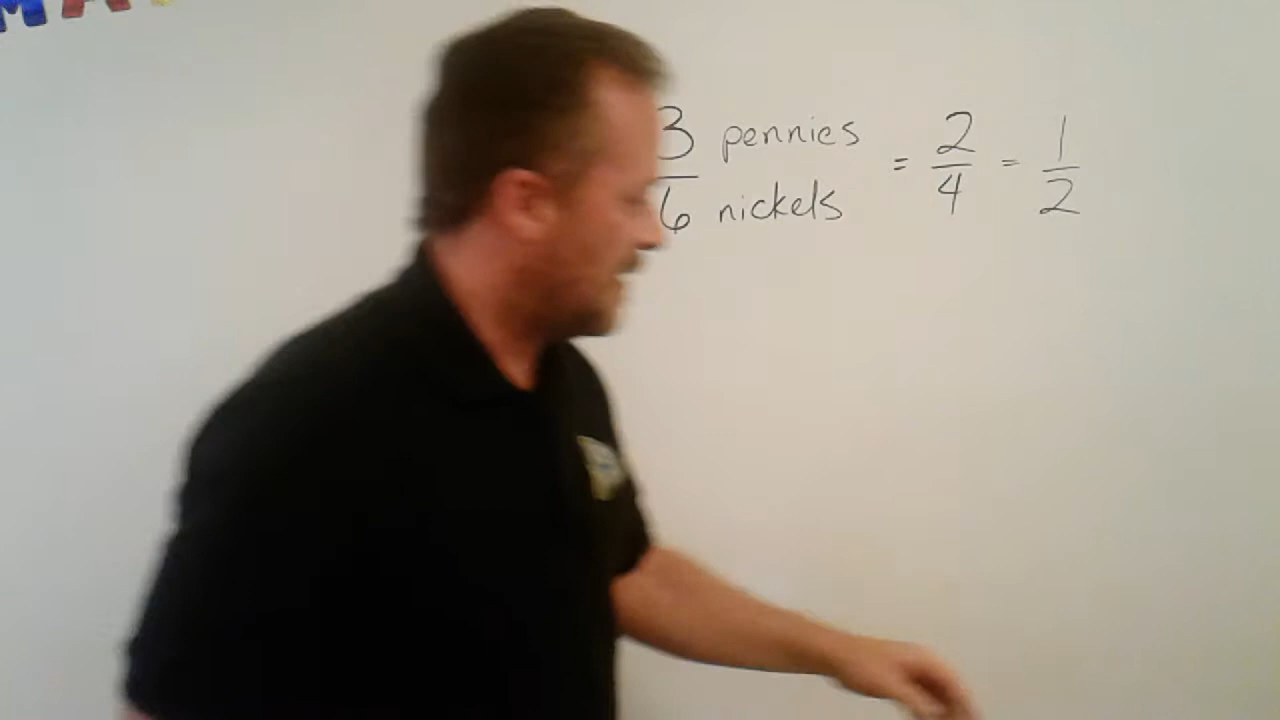 3 pennies = 2 = 1
6 nickels 4 2